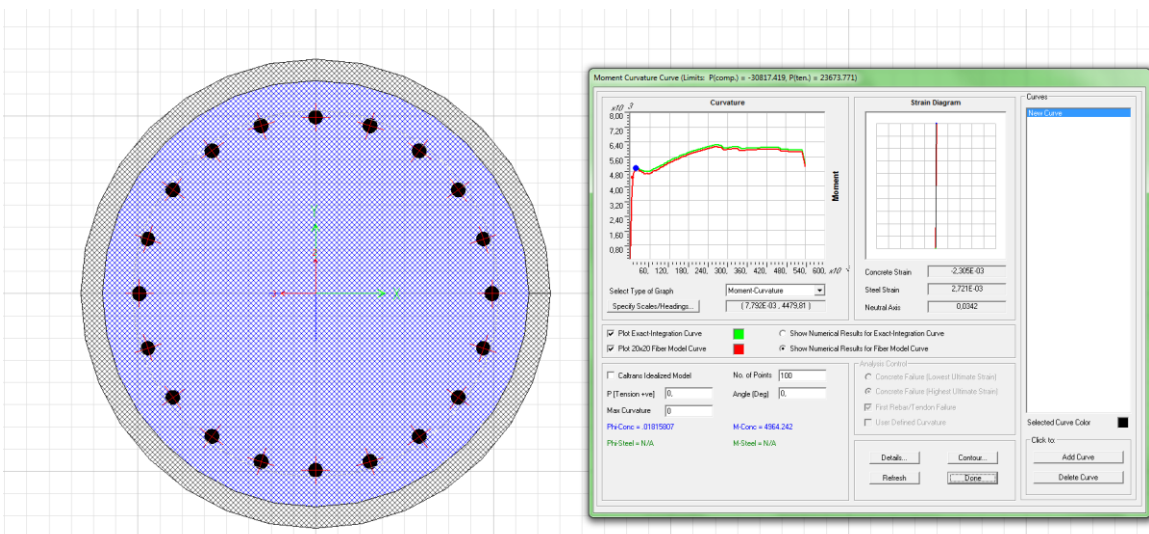 Moment Curvature Curve (Limits: P(comp.) = -30817.419, P(ten.) = 23673.771)
Curvature
x10 3
8,00
7,20
6,40
5,60
4,80
4,00
3,20
2,40
1,60
0,80
60, 120, 180, 240, 300, 360, 420, 480, 540, 600, x10
Moment
Select Type of Graph
Moment-Curvature
Specify Scales/Headings...
( 7,792E-03 , 4479,81 )
Strain Diagram
Concrete Strain
-2,305E-03
Steel Strain
2,721E-03
Neutral Axis
0,0342
Curves
New Curve
Plot Exact-Integration Curve
Show Numerical Results for Exact-Integration Curve
Plot 20x20 Fiber Model Curve
Show Numerical Results for Fiber Model Curve
Caltrans Idealized Model
No. of Points
100
P [Tension +ve]
0,
Angle (Deg)
0,
Max Curvature
0
Phi-Conc = .01815807
M-Conc = 4964.242
Phi-Steel = N/A
M-Steel = N/A
Analysis Control
Concrete Failure (Lowest Ultimate Strain)
Concrete Failure (Highest Ultimate Strain)
First Rebar/Tendon Failure
User Defined Curvature
Details...
Contour...
Refresh
Done
Selected Curve Color
Click to:
Add Curve
Delete Curve